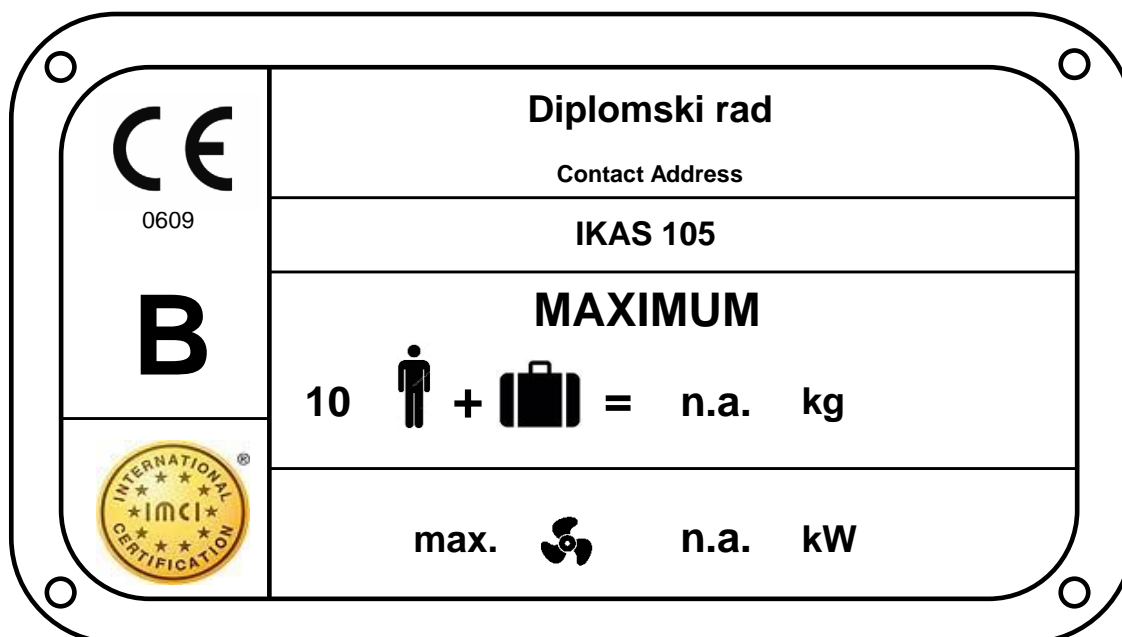 CE
0609
B
Diplomski rad
Contact Address
IKAS 105
MAXIMUM
10 + = n.a. kg
INTERNATIONAL
IMCI
CERTIFICATION
®
max. n.a. kW